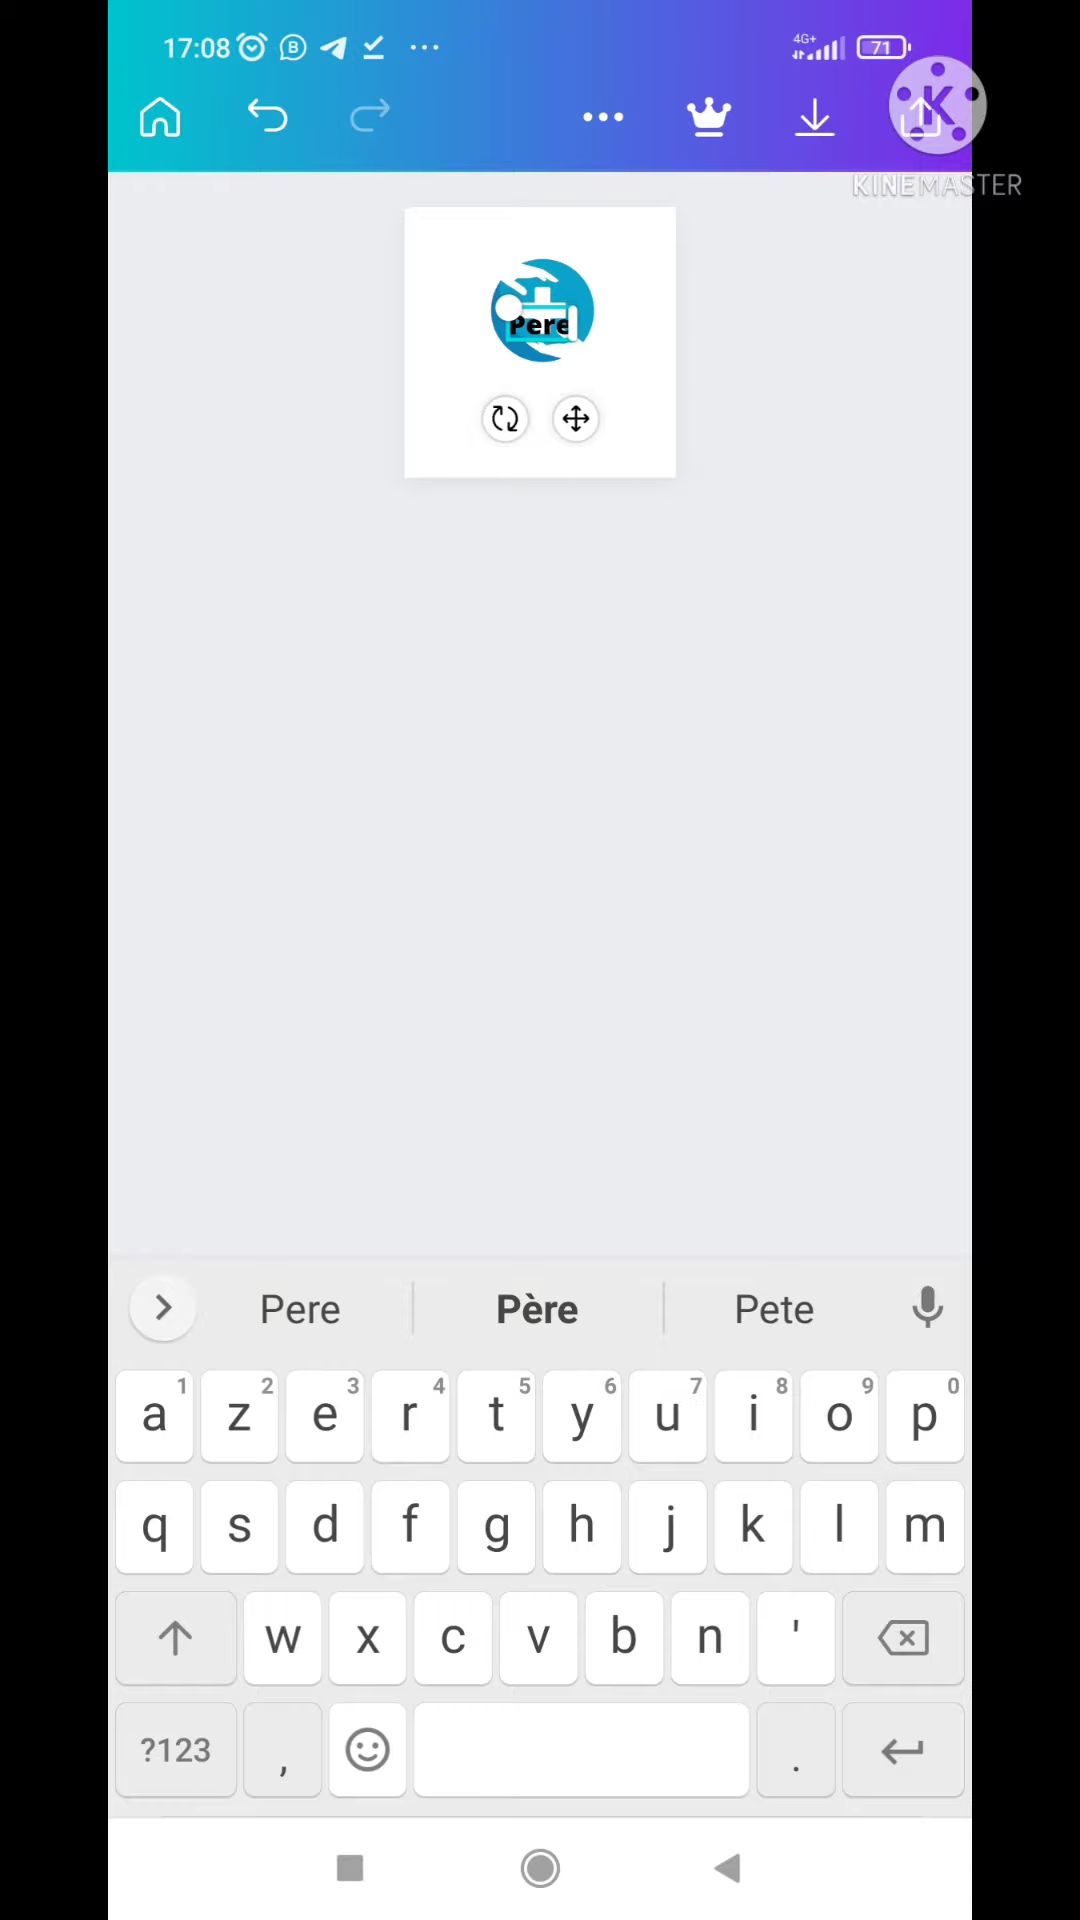 17:08
4G+
71
K
KINEMASTER
Pere
Pere Père Pete
a 1 z 2 e 3 r 4 t 5 y 6 u 7 i 8 o 9 p 0
q s d f g h j k l m
w x c v b n '
?123 , .